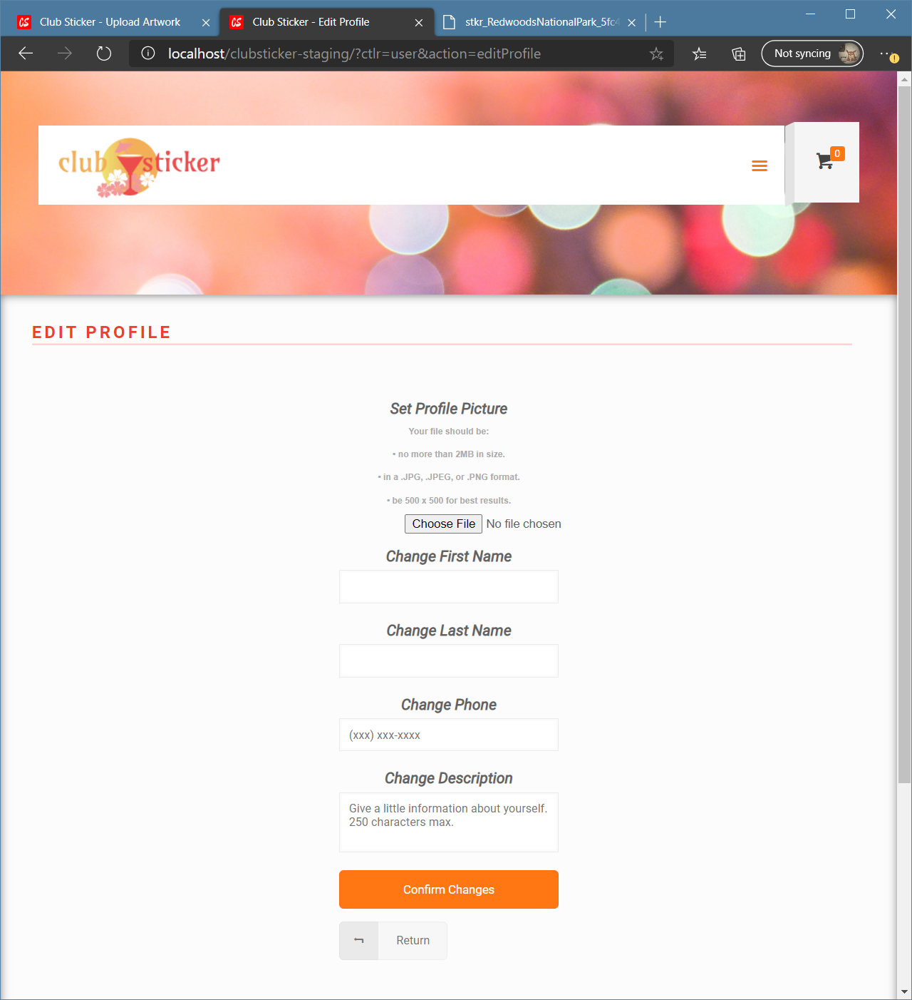 Club Sticker - Upload Artwork
Club Sticker - Edit Profile
stkr_RedwoodsNationalPark_5fc4
localhost/clubsticker-staging/?ctlr=user&action=editProfile
Not syncing
club sticker
0
EDIT PROFILE
Set Profile Picture
Your file should be:
• no more than 2MB in size.
• in a .JPG, .JPEG, or .PNG format.
• be 500 x 500 for best results.
Choose File No file chosen
Change First Name
Change Last Name
Change Phone
(xxx) xxx-xxxx
Change Description
Give a little information about yourself.
250 characters max.
Confirm Changes
Return